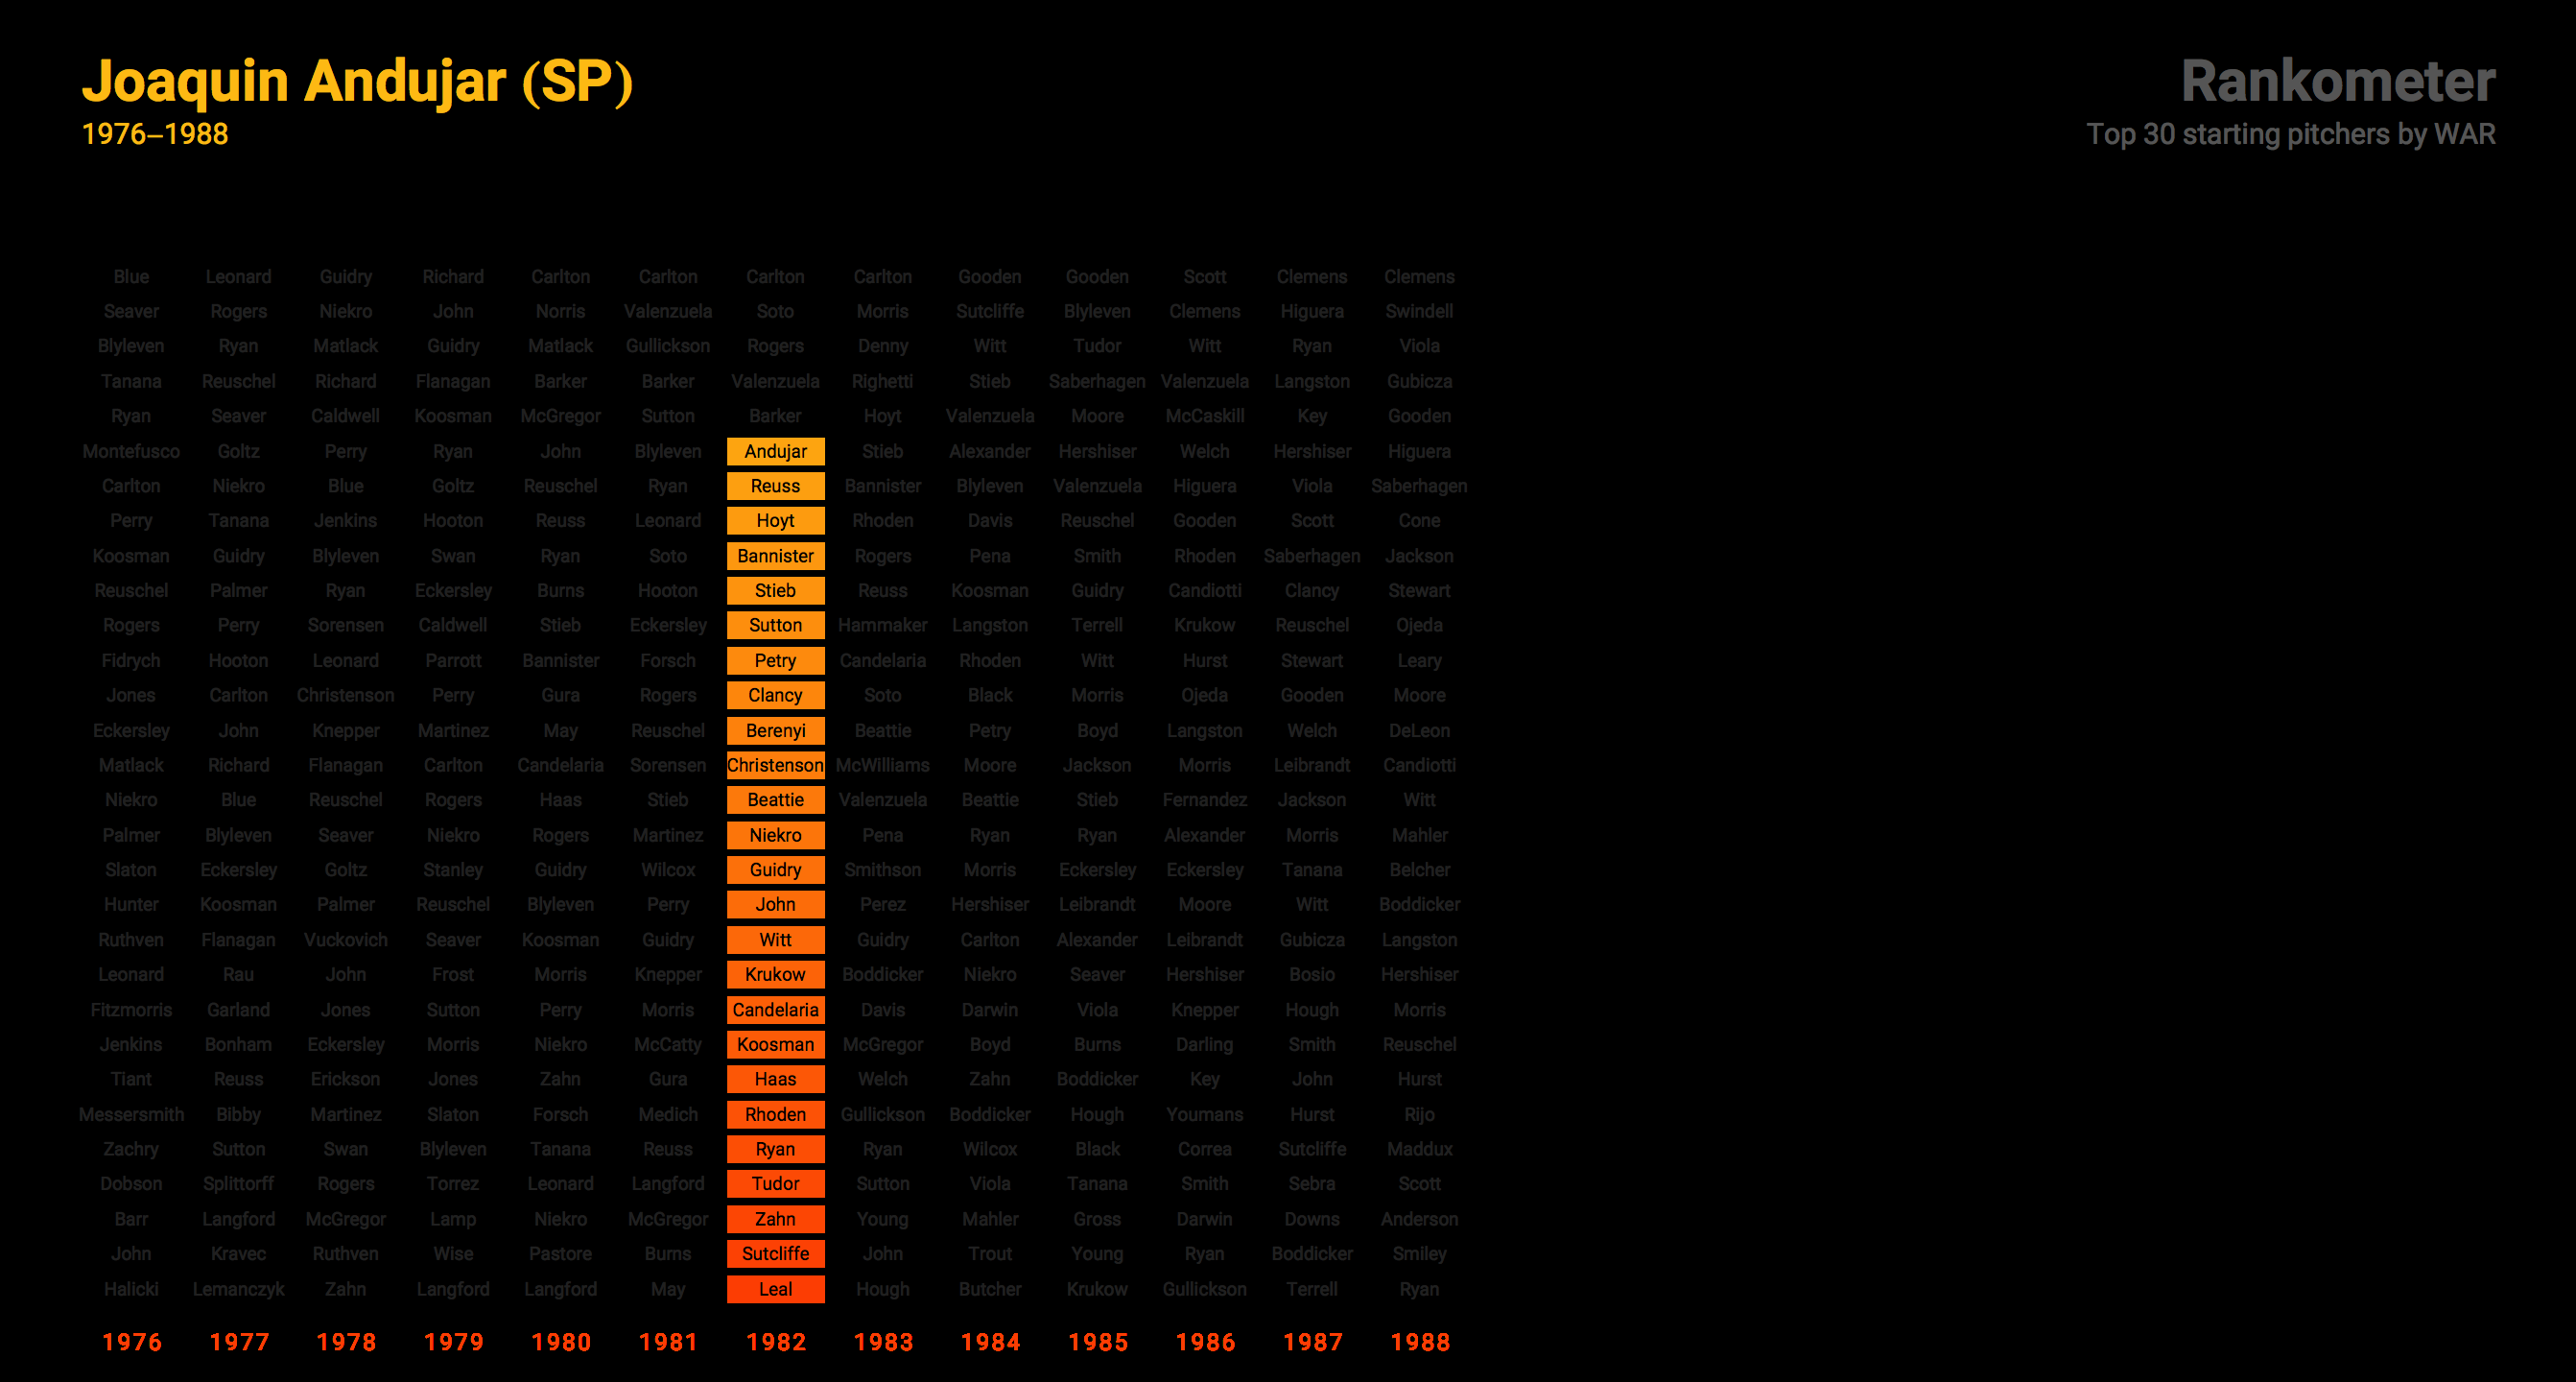 Joaquin Andujar (SP)
1976–1988
Rankometer
Top 30 starting pitchers by WAR
Blue Leonard Guidry Richard Carlton Carlton Carlton Carlton Gooden Gooden Scott Clemens Clemens
Seaver Rogers Niekro John Norris Valenzuela Soto Morris Sutcliffe Blyleven Clemens Higuera Swindell
Blyleven Ryan Matlack Guidry Matlack Gullickson Rogers Denny Witt Tudor Witt Ryan Viola
Tanana Reuschel Richard Flanagan Barker Barker Valenzuela Righetti Stieb Saberhagen Valenzuela Langston Gubicza
Ryan Seaver Caldwell Koosman McGregor Sutton Barker Hoyt Valenzuela Moore McCaskill Key Gooden
Montefusco Goltz Perry Ryan John Blyleven Andujar Stieb Alexander Hershiser Welch Hershiser Higuera
Carlton Niekro Blue Goltz Reuschel Ryan Reuss Bannister Blyleven Valenzuela Higuera Viola Saberhagen
Perry Tanana Jenkins Hooton Reuss Leonard Hoyt Rhoden Davis Reuschel Gooden Scott Cone
Koosman Guidry Blyleven Swan Ryan Soto Bannister Rogers Pena Smith Rhoden Saberhagen Jackson
Reuschel Palmer Ryan Eckersley Burns Hooton Stieb Reuss Koosman Guidry Candiotti Clancy Stewart
Rogers Perry Sorensen Caldwell Stieb Eckersley Sutton Hammaker Langston Terrell Krukow Reuschel Ojeda
Fidrych Hooton Leonard Parrott Bannister Forsch Petry Candelaria Rhoden Witt Hurst Stewart Leary
Jones Carlton Christenson Perry Gura Rogers Clancy Soto Black Morris Ojeda Gooden Moore
Eckersley John Knepper Martinez May Reuschel Berenyi Beattie Petry Boyd Langston Welch DeLeon
Matlack Richard Flanagan Carlton Candelaria Sorensen Christenson McWilliams Moore Jackson Morris Leibrandt Candiotti
Niekro Blue Reuschel Rogers Haas Stieb Beattie Valenzuela Beattie Stieb Fernandez Jackson Witt
Palmer Blyleven Seaver Niekro Rogers Martinez Niekro Pena Ryan Ryan Alexander Morris Mahler
Slaton Eckersley Goltz Stanley Guidry Wilcox Guidry Smithson Morris Eckersley Eckersley Tanana Belcher
Hunter Koosman Palmer Reuschel Blyleven Perry John Perez Hershiser Leibrandt Moore Witt Boddicker
Ruthven Flanagan Vuckovich Seaver Koosman Guidry Witt Guidry Carlton Alexander Leibrandt Gubicza Langston
Leonard Rau John Frost Morris Knepper Krukow Boddicker Niekro Seaver Hershiser Bosio Hershiser
Fitzmorris Garland Jones Sutton Perry Morris Candelaria Davis Darwin Viola Knepper Hough Morris
Jenkins Bonham Eckersley Morris Niekro McCatty Koosman McGregor Boyd Burns Darling Smith Reuschel
Tiant Reuss Erickson Jones Zahn Gura Haas Welch Zahn Boddicker Key John Hurst
Messersmith Bibby Martinez Slaton Forsch Medich Rhoden Gullickson Boddicker Hough Youmans Hurst Rijo
Zachry Sutton Swan Blyleven Tanana Reuss Ryan Ryan Wilcox Black Correa Sutcliffe Maddux
Dobson Splittorff Rogers Torrez Leonard Langford Tudor Sutton Viola Tanana Smith Sebra Scott
Barr Langford McGregor Lamp Niekro McGregor Zahn Young Mahler Gross Darwin Downs Anderson
John Kravec Ruthven Wise Pastore Burns Sutcliffe John Trout Young Ryan Boddicker Smiley
Halicki Lemanczyk Zahn Langford Langford May Leal Hough Butcher Krukow Gullickson Terrell Ryan
1976 1977 1978 1979 1980 1981 1982 1983 1984 1985 1986 1987 1988